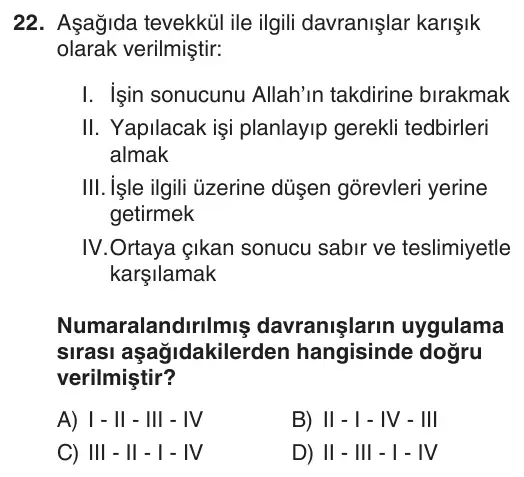 22. Aşağıda tevekkül ile ilgili davranışlar karışık
olarak verilmiştir:
I. İşin sonucunu Allah'ın takdirine bırakmak
II. Yapılacak işi planlayıp gerekli tedbirleri
almak
III. İşle ilgili üzerine düşen görevleri yerine
getirmek
IV.Ortaya çıkan sonucu sabır ve teslimiyetle
karşılamak
Numaralandırılmış davranışların uygulama
sırası aşağıdakilerden hangisinde doğru
verilmiştir?
A) I - II - III - IV B) II - I - IV - III
C) III - II - I - IV D) II - III - I - IV